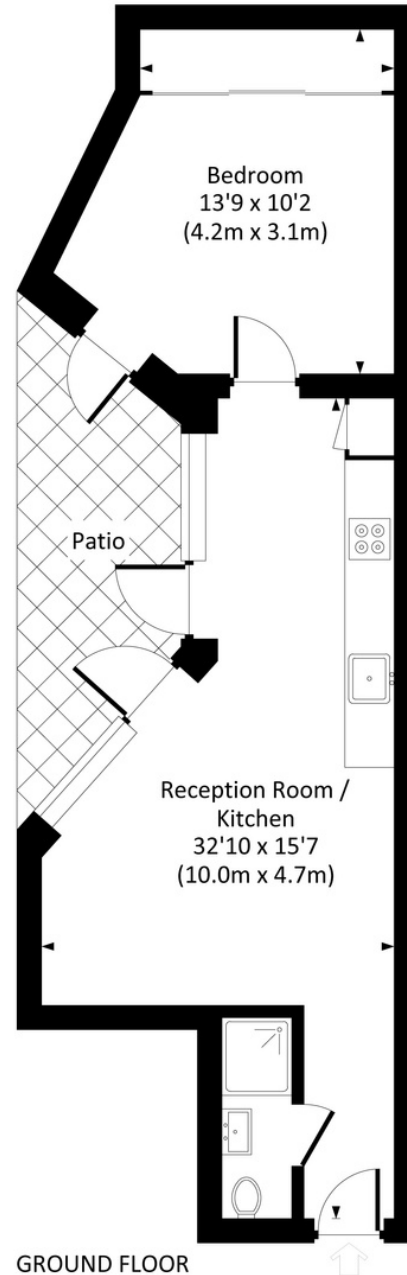 Bedroom
13'9 x 10'2
(4.2m x 3.1m)
Patio
Reception Room /
Kitchen
32'10 x 15'7
(10.0m x 4.7m)
GROUND FLOOR